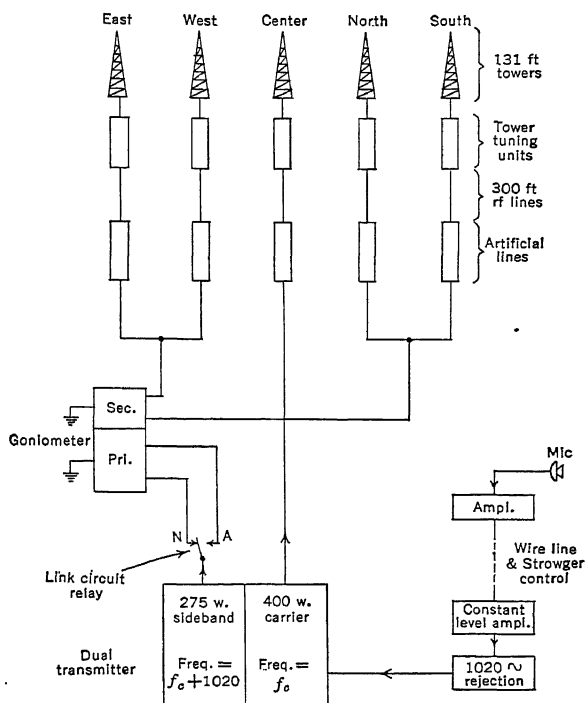 East
West
Center
North
South
131 ft
towers
Tower
tuning
units
300 ft
rf lines
Artificial
lines
Sec.
Goniometer
Pri.
N
A
Link circuit
relay
Mic
Ampl.
Wire line
& Strowger
control
Constant
level ampl.
1020 ~
rejection
Dual
transmitter
275 w.
sideband
Freq. =
fc + 1020
400 w.
carrier
Freq. =
fc